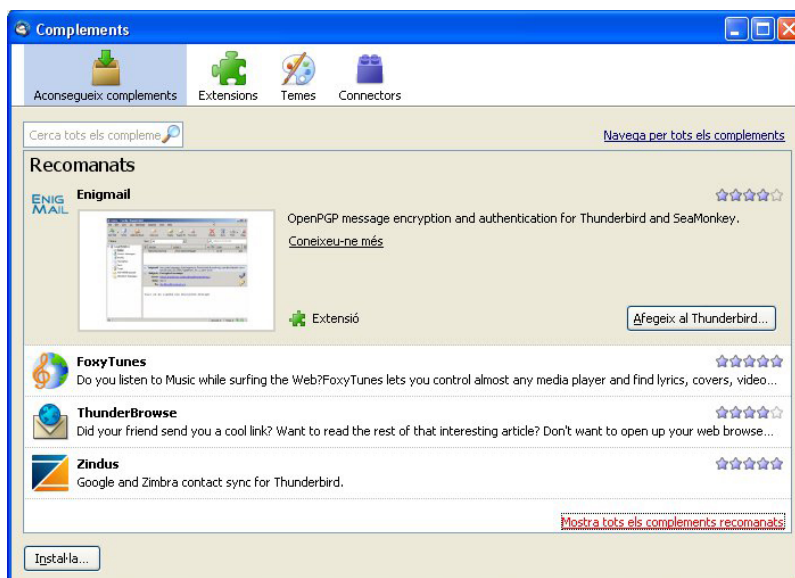 Complements
Aconsegueix complements
Extensions
Temes
Connectors
Cerca tots els compleme
Navega per tots els complements
Recomanats
ENIG
MAIL
Enigmail
OpenPGP message encryption and authentication for Thunderbird and SeaMonkey.
Coneixeu-ne més
Extensió
Afegeix al Thunderbird...
FoxyTunes
Do you listen to Music while surfing the Web?FoxyTunes lets you control almost any media player and find lyrics, covers, video...
ThunderBrowse
Did your friend send you a cool link? Want to read the rest of that interesting article? Don't want to open up your web browse...
Zindus
Google and Zimbra contact sync for Thunderbird.
Mostra tots els complements recomanats
Instal·la...